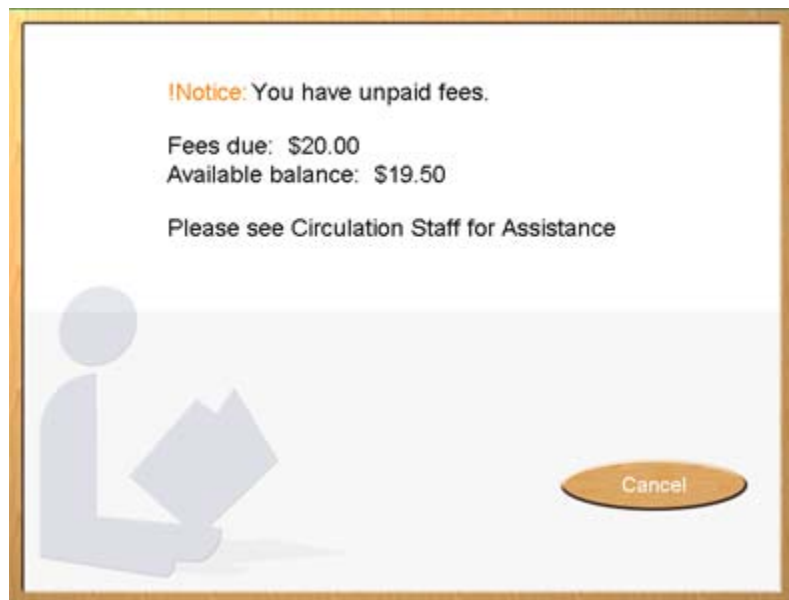 !Notice: You have unpaid fees.
Fees due: $20.00
Available balance: $19.50
Please see Circulation Staff for Assistance
Cancel